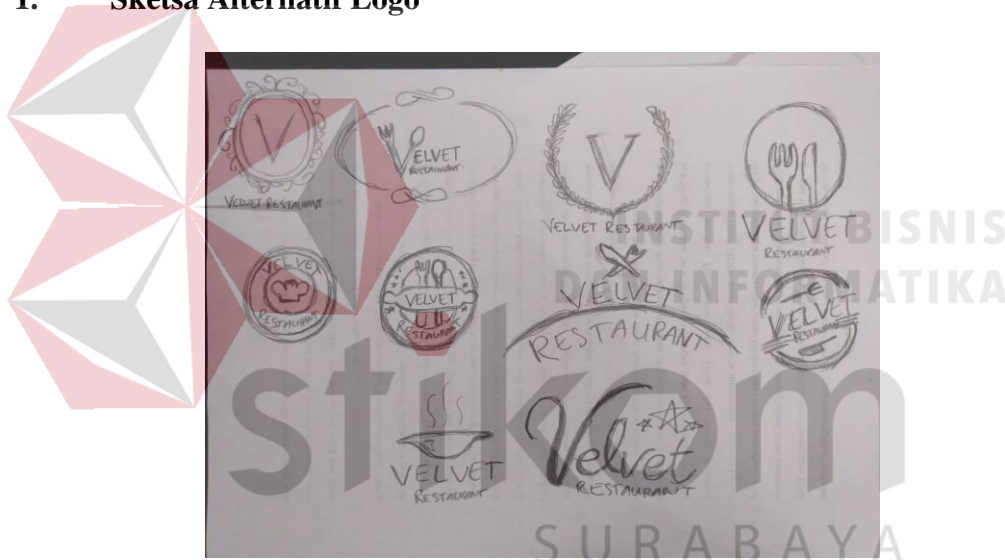 1. Sketsa Alternatif Logo
V
VELVET RESTAURANT
VELVET
RESTAURANT
V
VELVET RESTAURANT
VELVET
RESTAURANT
VELVET
RESTAURANT
VELVET
RESTAURANT
VELVET
RESTAURANT
VELVET
RESTAURANT
VELVET
RESTAURANT
Velvet
RESTAURANT
INSTITUT BISNIS
DAN INFORMATIKA
stikom
SURABAYA